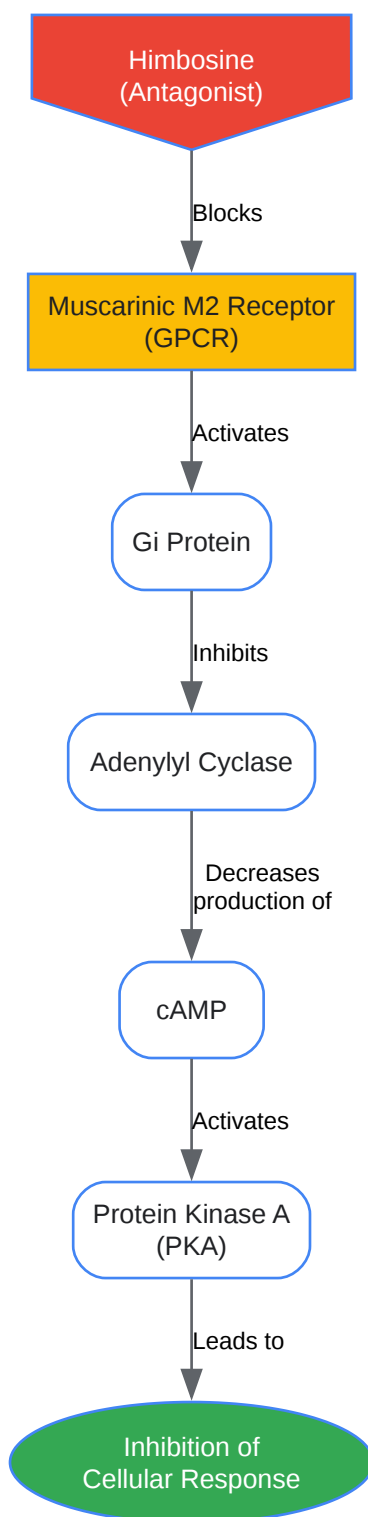 Himbosine
(Antagonist)
Blocks
Muscarinic M2 Receptor
(GPCR)
Activates
Gi Protein
Inhibits
Adenylyl Cyclase
Decreases
production of
cAMP
Activates
Protein Kinase A
(PKA)
Leads to
Inhibition of
Cellular Response